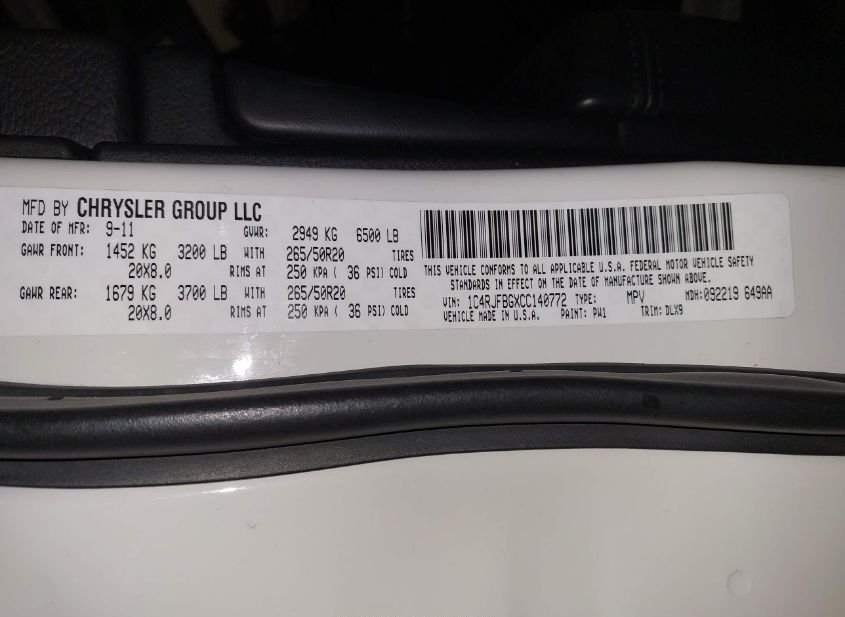 MFD BY CHRYSLER GROUP LLC
DATE OF MFR: 9-11 GVWR: 2949 KG 6500 LB
GAWR FRONT: 1452 KG 3200 LB WITH 265/50R20 TIRES
20X8.0 RIMS AT 250 KPA ( 36 PSI) COLD
GAWR REAR: 1679 KG 3700 LB WITH 265/50R20 TIRES
20X8.0 RIMS AT 250 KPA ( 36 PSI) COLD
THIS VEHICLE CONFORMS TO ALL APPLICABLE U.S.A. FEDERAL MOTOR VEHICLE SAFETY
STANDARDS IN EFFECT ON THE DATE OF MANUFACTURE SHOWN ABOVE.
VIN: 1C4RJFBGXCC140772 TYPE: MPV MDH:092219 649AA
VEHICLE MADE IN U.S.A. PAINT: PW1 TRIM: DLX9